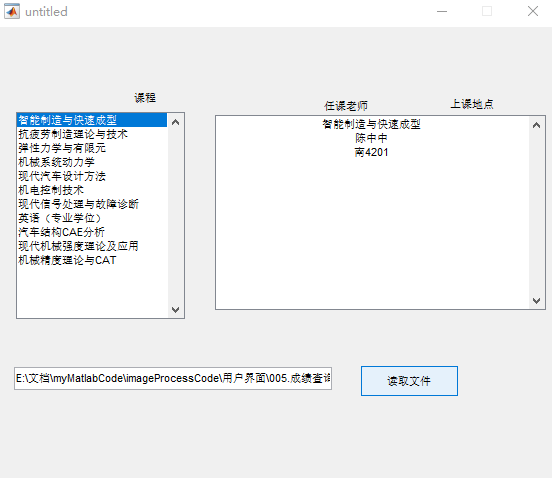 untitled
课程
任课老师
上课地点
智能制造与快速成型
抗疲劳制造理论与技术
弹性力学与有限元
机械系统动力学
现代汽车设计方法
机电控制技术
现代信号处理与故障诊断
英语（专业学位）
汽车结构CAE分析
现代机械强度理论及应用
机械精度理论与CAT
智能制造与快速成型
陈中中
南4201
E:\文档\myMatlabCode\imageProcessCode\用户界面\005.成绩查询
读取文件